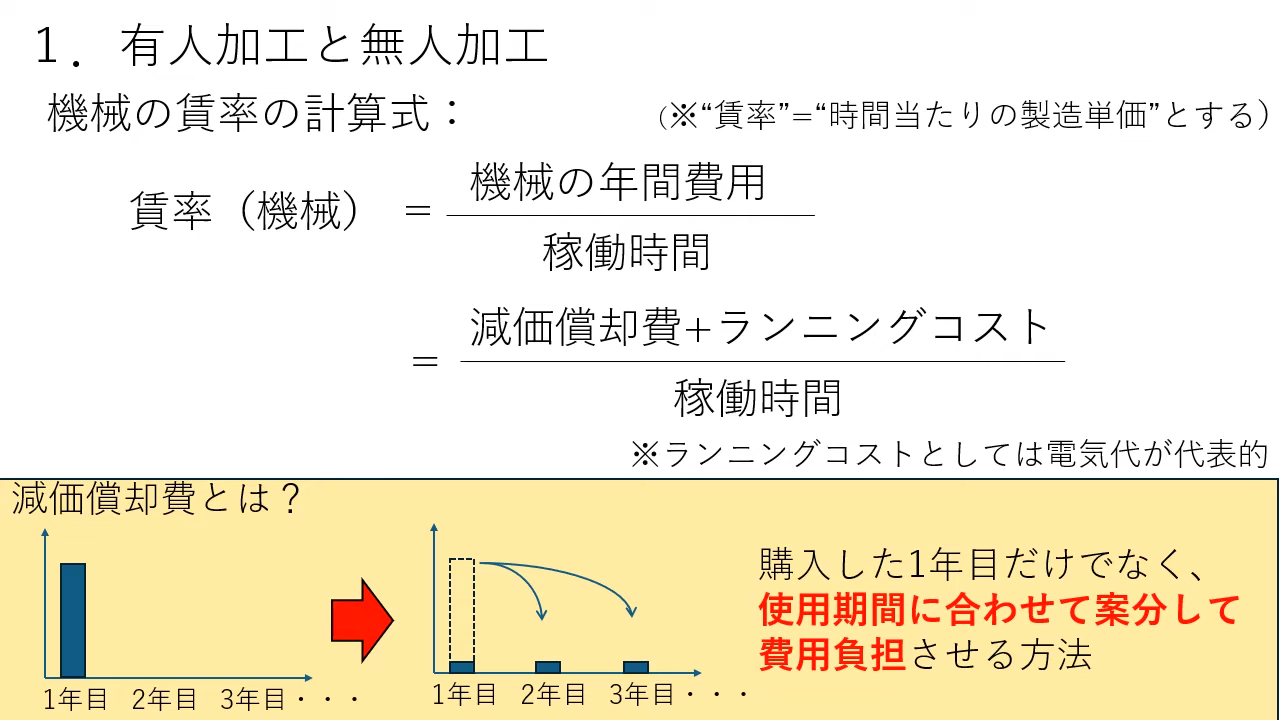 1．有人加工と無人加工
機械の賃率の計算式：
(※“賃率”=“時間当たりの製造単価”とする）
賃率（機械） = 機械の年間費用
稼働時間
= 減価償却費+ランニングコスト
稼働時間
※ランニングコストとしては電気代が代表的
減価償却費とは？
1年目 2年目 3年目・・・
1年目 2年目 3年目・・・
購入した1年目だけでなく、
使用期間に合わせて案分して
費用負担させる方法